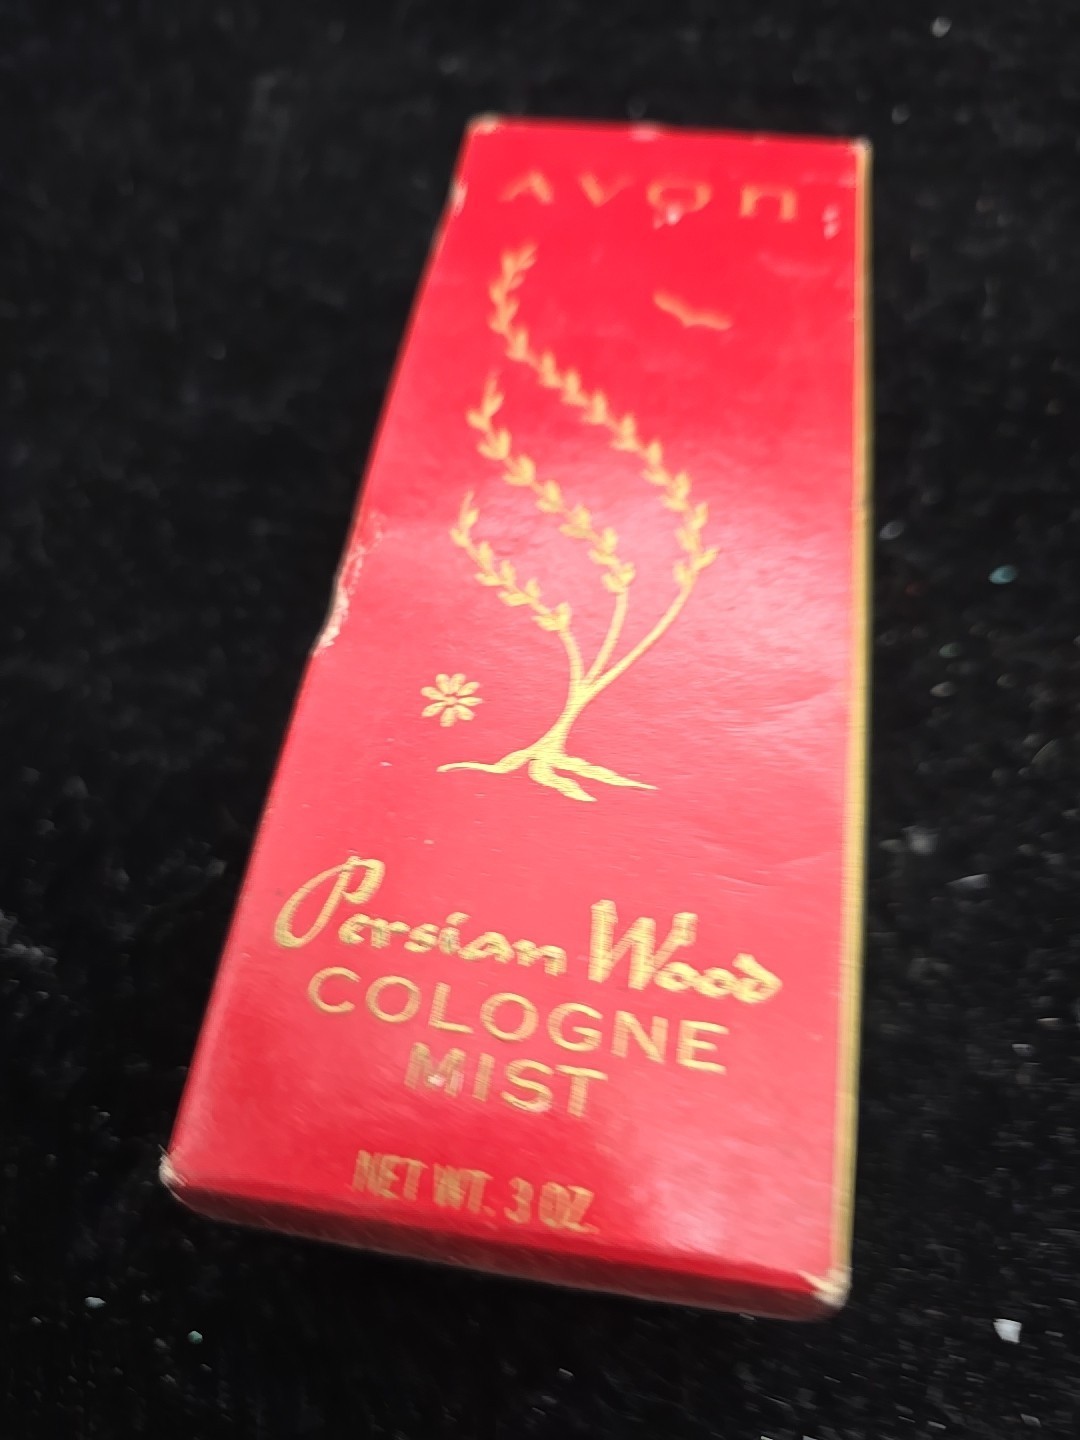 AVON
Persian Wood
COLOGNE
MIST
NET WT. 3 OZ.